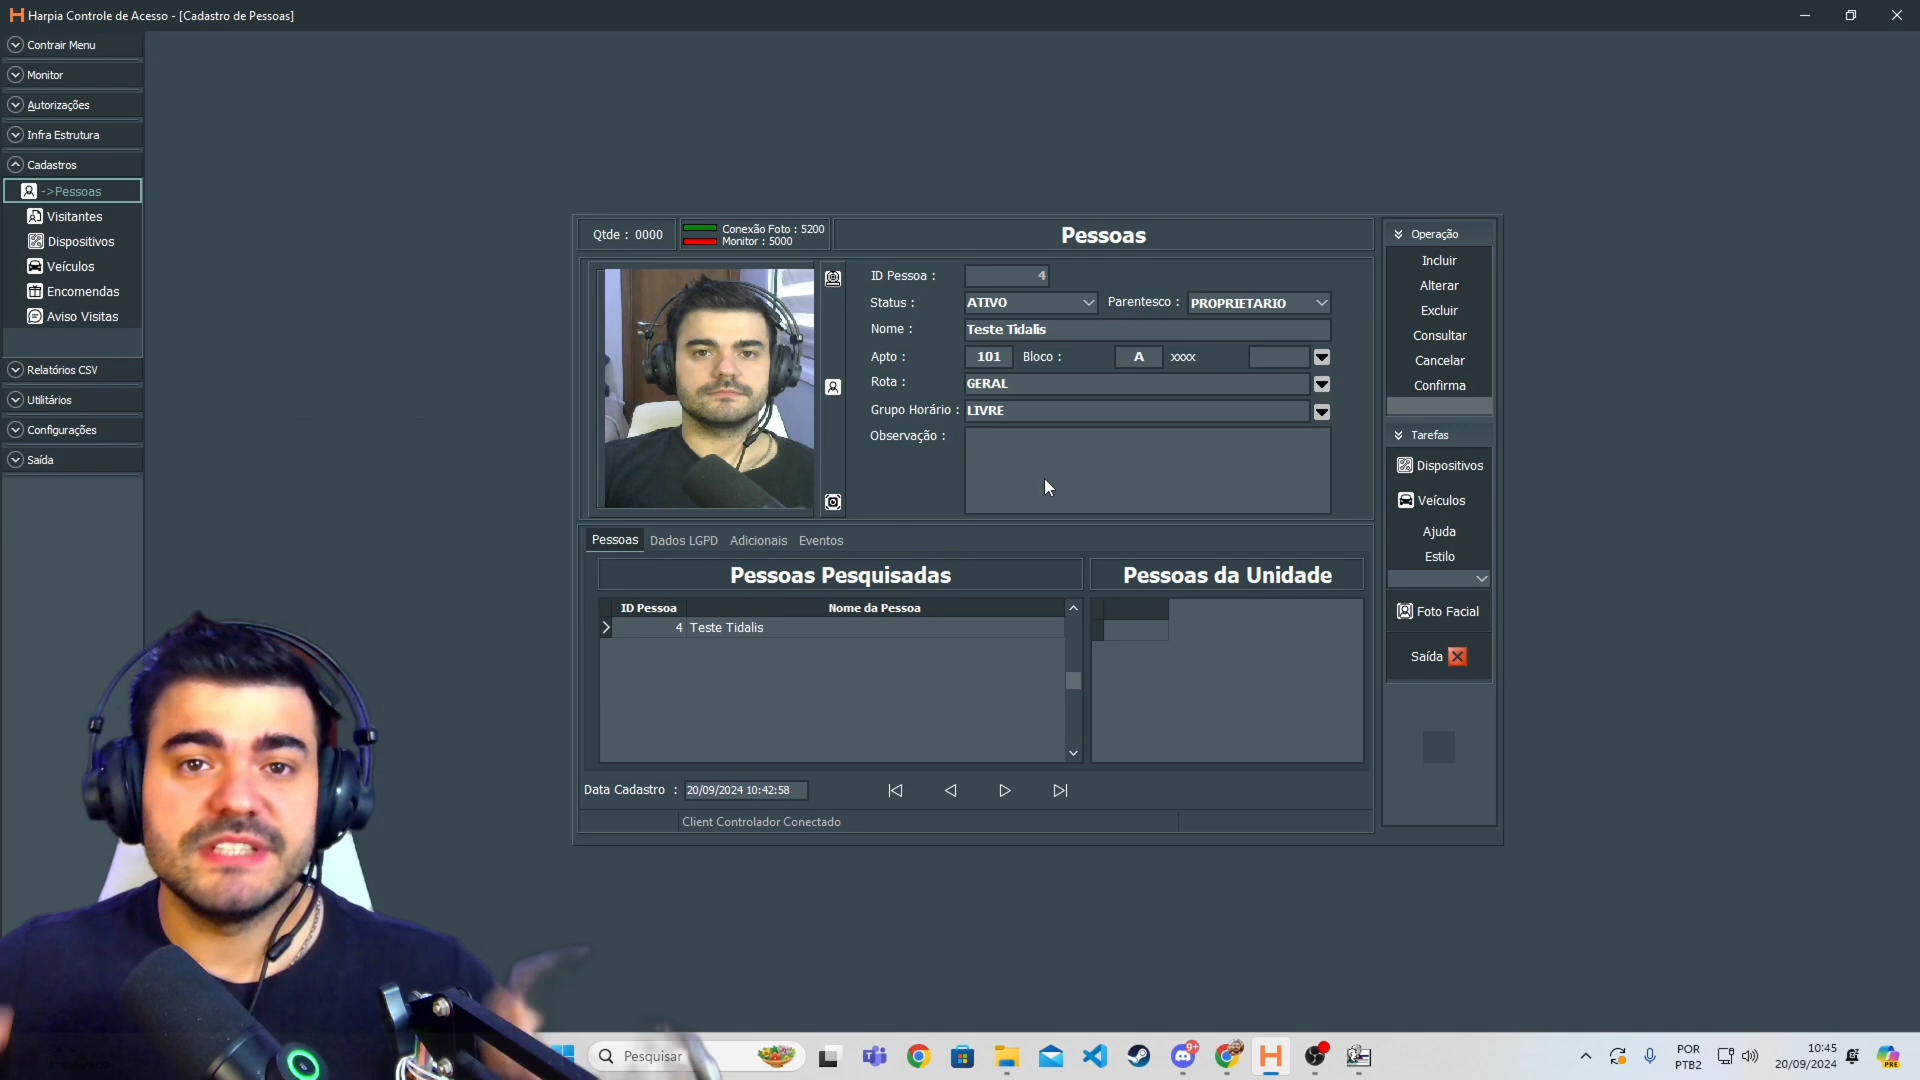 Harpia Controle de Acesso - [Cadastro de Pessoas]
Contrair Menu
Monitor
Autorizações
Infra Estrutura
Cadastros
->Pessoas
Visitantes
Dispositivos
Veículos
Encomendas
Aviso Visitas
Relatórios CSV
Utilitários
Configurações
Saída
Qtde : 0000
Conexão Foto : 5200
Monitor : 5000
Pessoas
ID Pessoa : 4
Status : ATIVO Parentesco : PROPRIETARIO
Nome : Teste Tidalis
Apto : 101 Bloco : A xxxx
Rota : GERAL
Grupo Horário : LIVRE
Observação :
Operação
Incluir
Alterar
Excluir
Consultar
Cancelar
Confirma
Tarefas
Dispositivos
Veículos
Ajuda
Estilo
Foto Facial
Saída
Pessoas Dados LGPD Adicionais Eventos
Pessoas Pesquisadas
Pessoas da Unidade
ID Pessoa Nome da Pessoa
4 Teste Tidalis
Data Cadastro : 20/09/2024 10:42:58
Client Controlador Conectado
Pesquisar
9+
POR
PTB2
10:45
20/09/2024
PRE